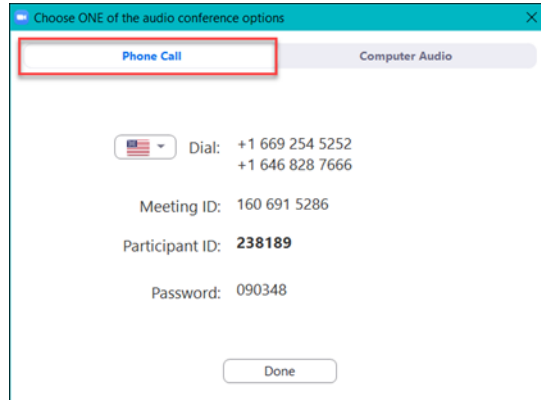 Choose ONE of the audio conference options
Phone Call Computer Audio
Dial: +1 669 254 5252
+1 646 828 7666
Meeting ID: 160 691 5286
Participant ID: 238189
Password: 090348
Done